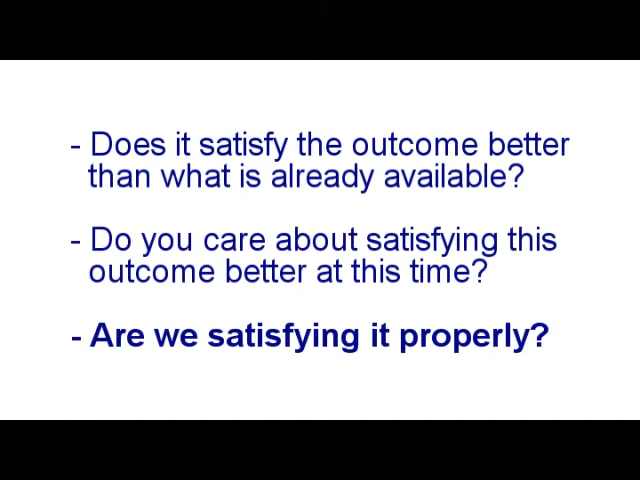 - Does it satisfy the outcome better
than what is already available?
- Do you care about satisfying this
outcome better at this time?
- Are we satisfying it properly?